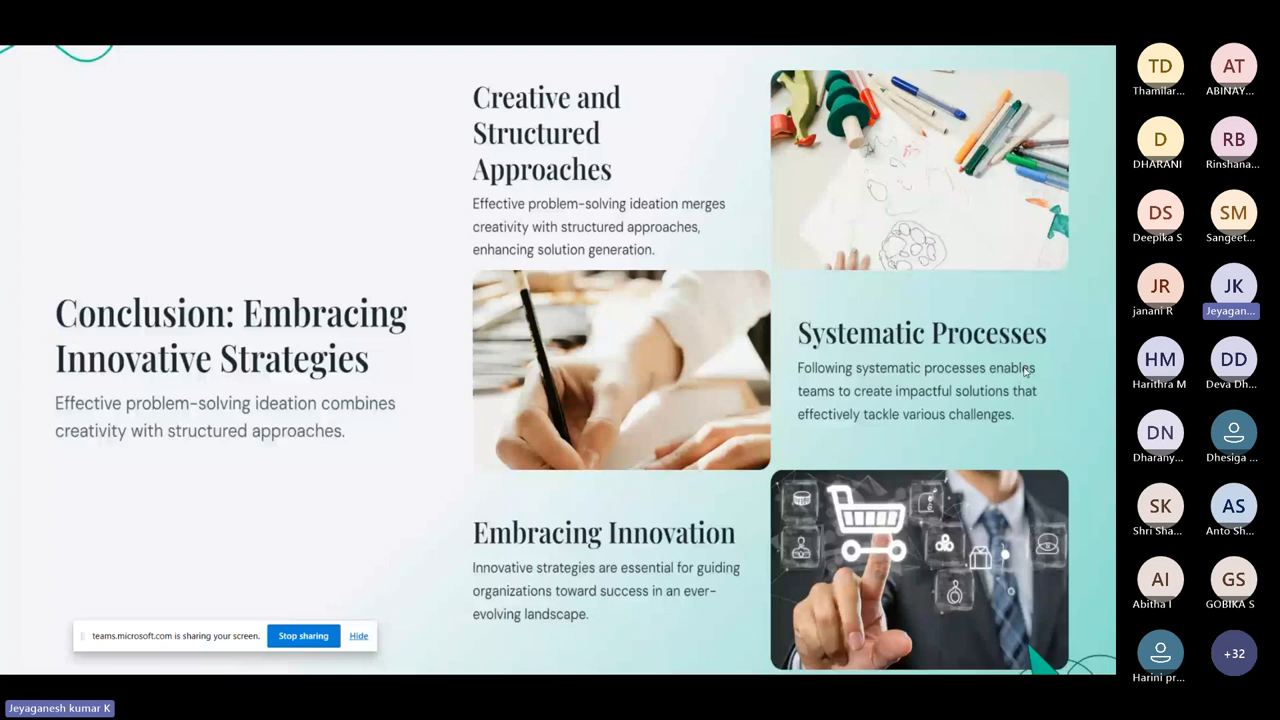 Conclusion: Embracing
Innovative Strategies
Effective problem-solving ideation combines
creativity with structured approaches.
Creative and
Structured
Approaches
Effective problem-solving ideation merges
creativity with structured approaches,
enhancing solution generation.
Systematic Processes
Following systematic processes enables
teams to create impactful solutions that
effectively tackle various challenges.
Embracing Innovation
Innovative strategies are essential for guiding
organizations toward success in an ever-
evolving landscape.
teams.microsoft.com is sharing your screen.
Stop sharing
Hide
TD
Thamilar...
AT
ABINAY...
D
DHARANI
RB
Rinshana...
DS
Deepika S
SM
Sangeet...
JR
janani R
JK
Jeyagan...
HM
Harithra M
DD
Deva Dh...
DN
Dharany...
Dhesiga ...
SK
Shri Sha...
AS
Anto Sh...
AI
Abitha I
GS
GOBIKA S
Harini pr...
+32
Jeyaganesh kumar K